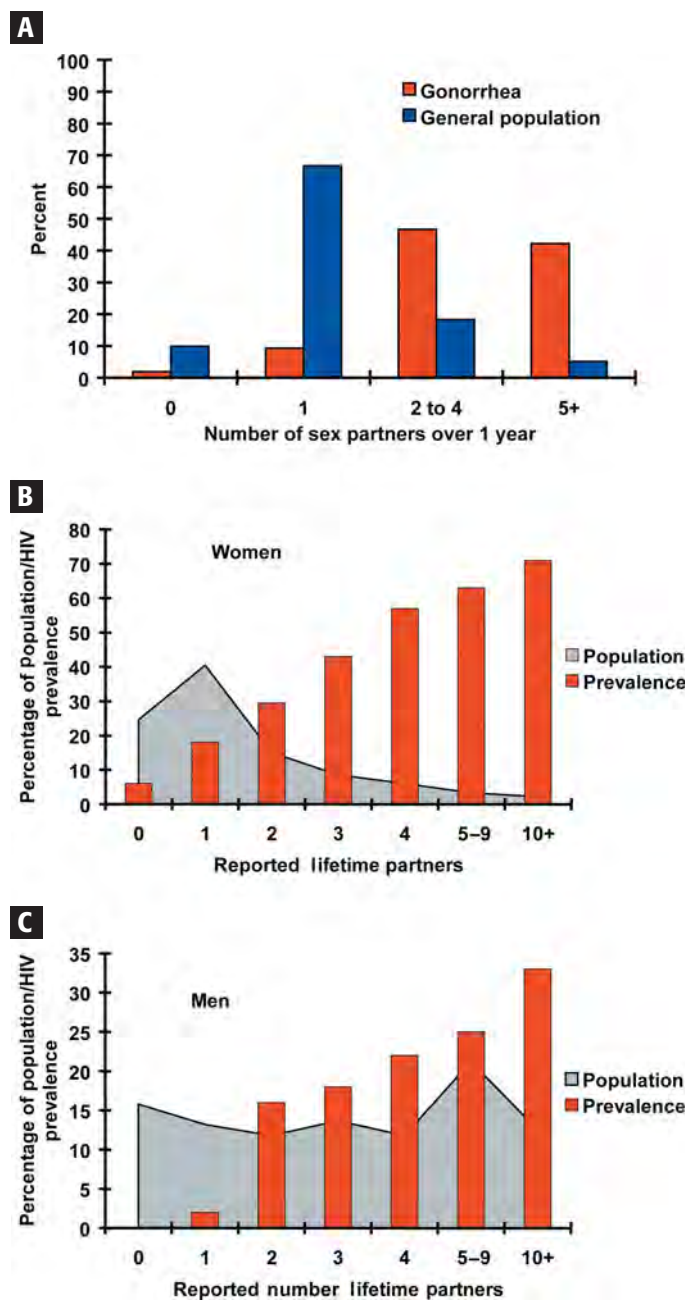 A
100
90
80
70
60
50
40
30
20
10
0
Percent
Gonorrhea
General population
0 1 2 to 4 5+
Number of sex partners over 1 year
B
80
70
60
50
40
30
20
10
0
Percentage of population/HIV
prevalence
Women
Population
Prevalence
0 1 2 3 4 5–9 10+
Reported lifetime partners
C
35
30
25
20
15
10
5
0
Percentage of population/HIV
prevalence
Men
Population
Prevalence
0 1 2 3 4 5–9 10+
Reported number lifetime partners